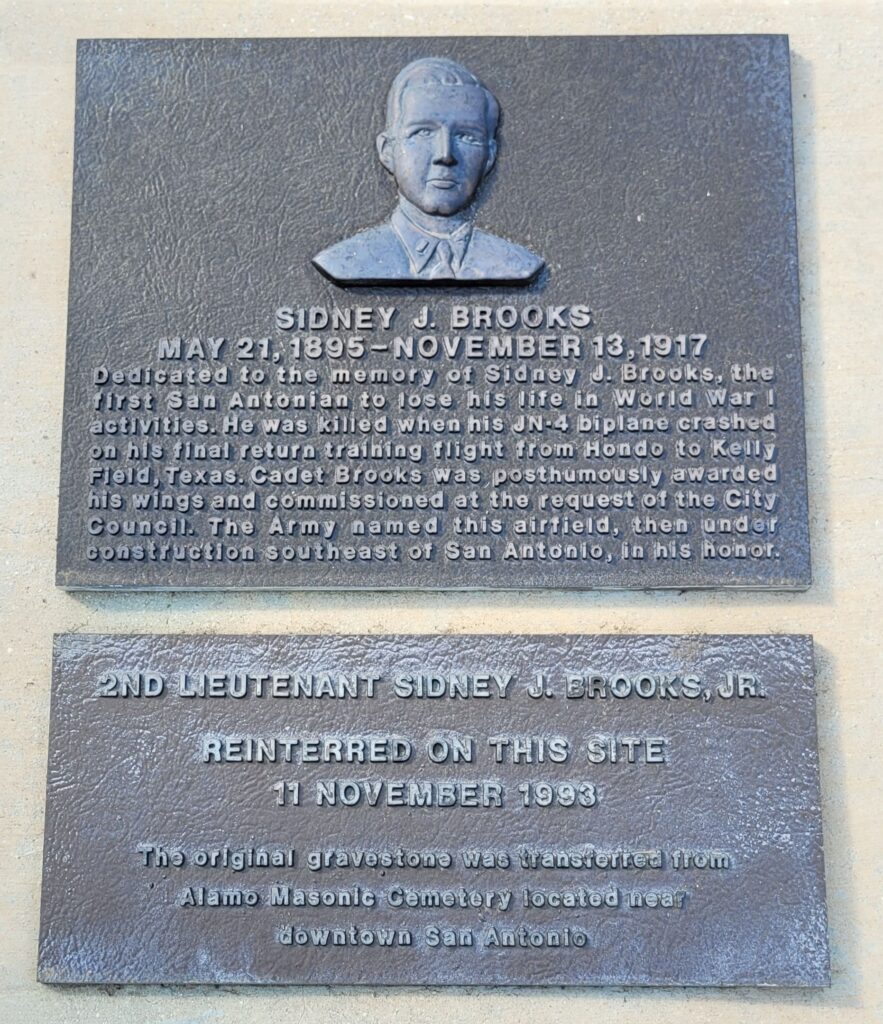 SIDNEY J. BROOKS
MAY 21, 1895 – NOVEMBER 13, 1917
Dedicated to the memory of Sidney J. Brooks, the
first San Antonian to lose his life in World War I
activities. He was killed when his JN-4 biplane crashed
on his final return training flight from Hondo to Kelly
Field, Texas. Cadet Brooks was posthumously awarded
his wings and commissioned at the request of the City
Council. The Army named this airfield, then under
construction southeast of San Antonio, in his honor.
2ND LIEUTENANT SIDNEY J. BROOKS, JR.
REINTERRED ON THIS SITE
11 NOVEMBER 1993
The original gravestone was transferred from
Alamo Masonic Cemetery located near
downtown San Antonio